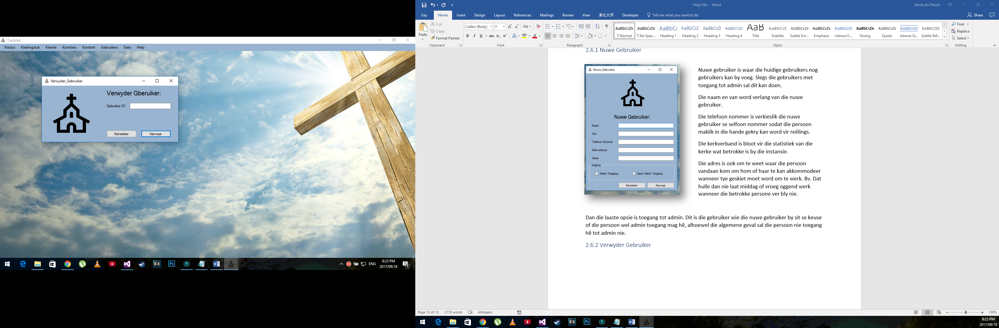 Tuisblad
Kieslys Kledingstuk Kliente Kombers Kontant Gebruikers Data Help
Verwyder_Gebruiker
Verwyder Gberuiker:
Gebruiker ID:
Kanselleer Aanvaar
ENG
8:23 PM
2017/09/18
1
Help File - Word
Gerrie du Plessis
File Home Insert Design Layout References Mailings Review View 美化大师 Developer Tell me what you want to do Share
Paste
Cut
Copy
Format Painter
Clipboard
Calibri (Body) 11
Font
Paragraph
AaBbCcDc AaBbCcDc AaBbCc AaBbCcE AaBbCcD AaBbCcDc AaB AaBbCcE AaBbCcDc AaBbCcDc AaBbCcDc AaBbCcDc AaBbCcDc AaBbCcDc AABBCCDE
¶ Normal ¶ No Spac... Heading 1 Heading 2 Heading 3 Heading 4 Title Subtitle Subtle Em... Emphasis Intense E... Strong Quote Intense Q... Subtle Ref...
Styles
Find
Replace
Select
Editing
2.6.1 Nuwe Gebruiker
Nuwe_Gebruiker
Nuwe Gebruiker:
Naam
Van
Telefoon Nommer
Kerkverband
Adres
Inligting
Admin Toegang Geen Admin Toegang
Kanselleer Aanvaar
Nuwe gebruiker is waar die huidige gebruikers nog
gebruikers kan by voeg. Slegs die gebruikers met
toegang tot admin sal dit kan doen.
Die naam en van word verlang van die nuwe
gebruiker.
Die telefoon nommer is verkieslik die nuwe
gebruiker se selfoon nommer sodat die persoon
maklik in die hande gekry kan word vir reëlings.
Die kerkverband is bloot vir die statistiek van die
kerke wat betrokke is by die instansie.
Die adres is ook om te weet waar die persoon
vandaan kom om hom of haar te kan akkommodeer
wanneer tye geskiet moet word om te werk. Bv. Dat
hulle dan nie laat middag of vroeg oggend werk
wanneer die betrokke persone ver bly nie.
Dan die laaste opsie is toegang tot admin. Dit is die gebruiker wie die nuwe gebruiker by sit se keuse
of die persoon wel admin toegang mag hê, alhoewel die algemene geval sal die persoon nie toegang
hê tot admin nie.
2.6.2 Verwyder Gebruiker
Page 13 of 13 2178 words Afrikaans
130%
8:23 PM
2017/09/18